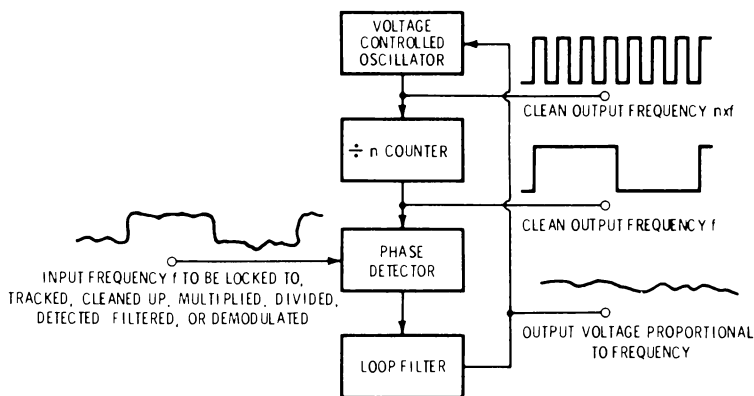 VOLTAGE
CONTROLLED
OSCILLATOR
CLEAN OUTPUT FREQUENCY nxf
÷ n COUNTER
CLEAN OUTPUT FREQUENCY f
PHASE
DETECTOR
INPUT FREQUENCY f TO BE LOCKED TO,
TRACKED, CLEANED UP, MULTIPLIED, DIVIDED,
DETECTED FILTERED, OR DEMODULATED
OUTPUT VOLTAGE PROPORTIONAL
TO FREQUENCY
LOOP FILTER